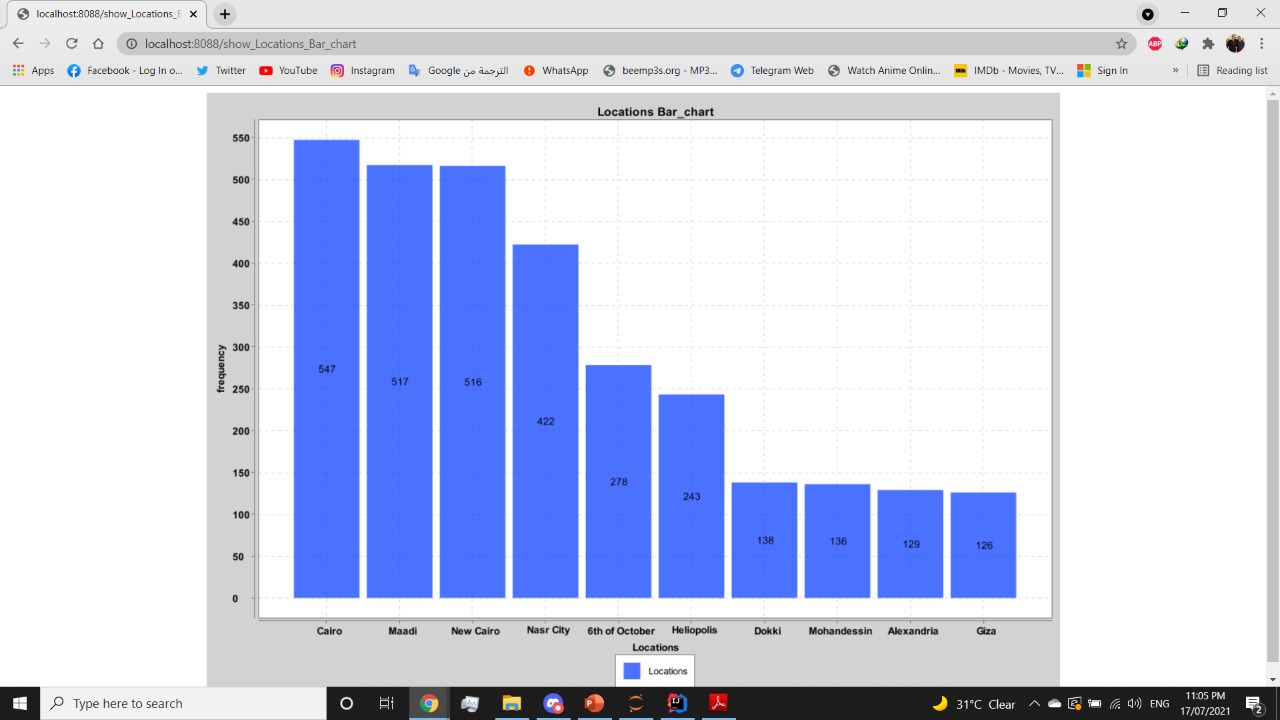 localhost:8088/show_Locations_E
localhost:8088/show_Locations_Bar_chart
ABP
Apps Facebook - Log In o... Twitter YouTube Instagram الترجمة من Google WhatsApp beemp3s.org - MP3... Telegram Web Watch Anime Onlin... IMDb - Movies, TV... Sign In » Reading list
Locations Bar_chart
550
500
450
400
350
300
250
200
150
100
50
0
frequency
547
517
516
422
278
243
138
136
129
126
Cairo Maadi New Cairo Nasr City 6th of October Heliopolis Dokki Mohandessin Alexandria Giza
Locations
Locations
Type here to search
31°C Clear
ENG
11:05 PM
17/07/2021
2